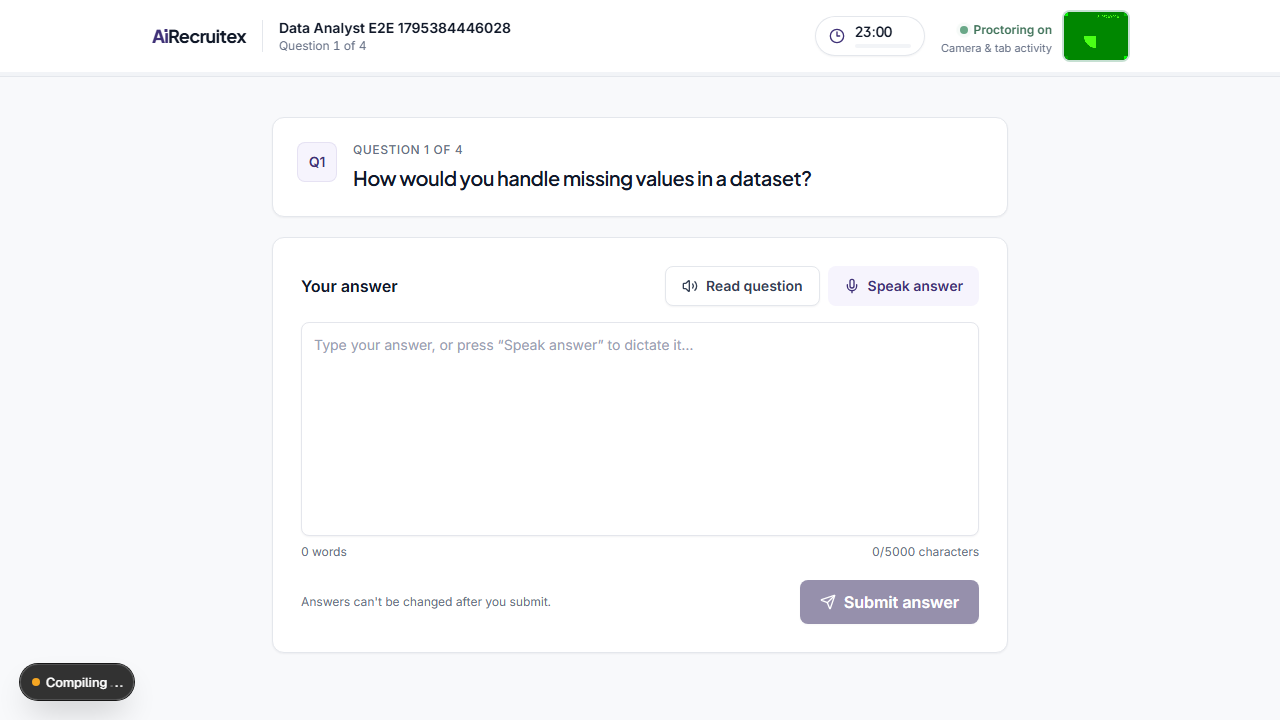 AiRecruitex
Data Analyst E2E 1795384446028
Question 1 of 4
23:00
Proctoring on
Camera & tab activity
Q1
QUESTION 1 OF 4
How would you handle missing values in a dataset?
Your answer
Read question
Speak answer
Type your answer, or press “Speak answer” to dictate it...
0 words
0/5000 characters
Answers can't be changed after you submit.
Submit answer
Compiling ...